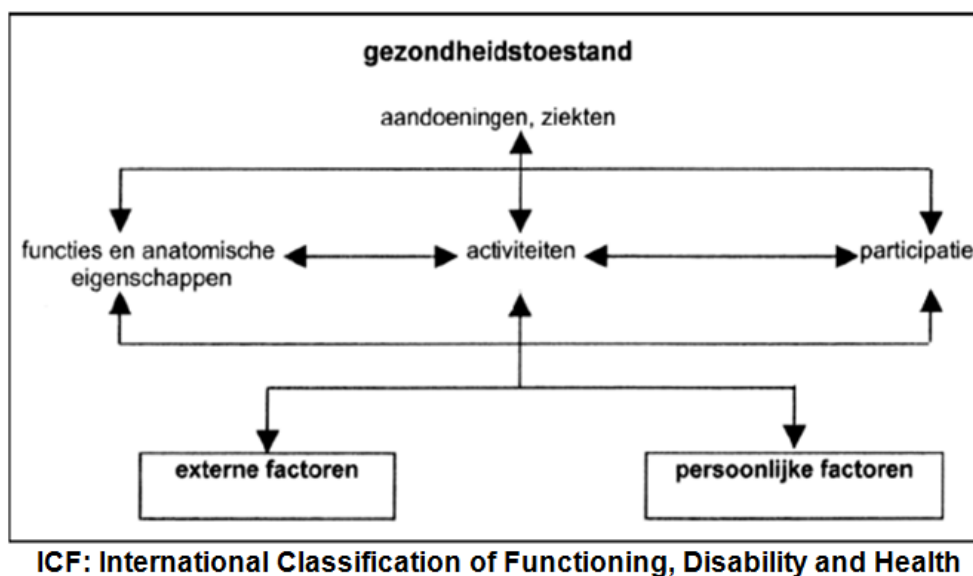 gezondheidstoestand
aandoeningen, ziekten
functies en anatomische
eigenschappen
activiteiten
participatie
externe factoren
persoonlijke factoren
ICF: International Classification of Functioning, Disability and Health